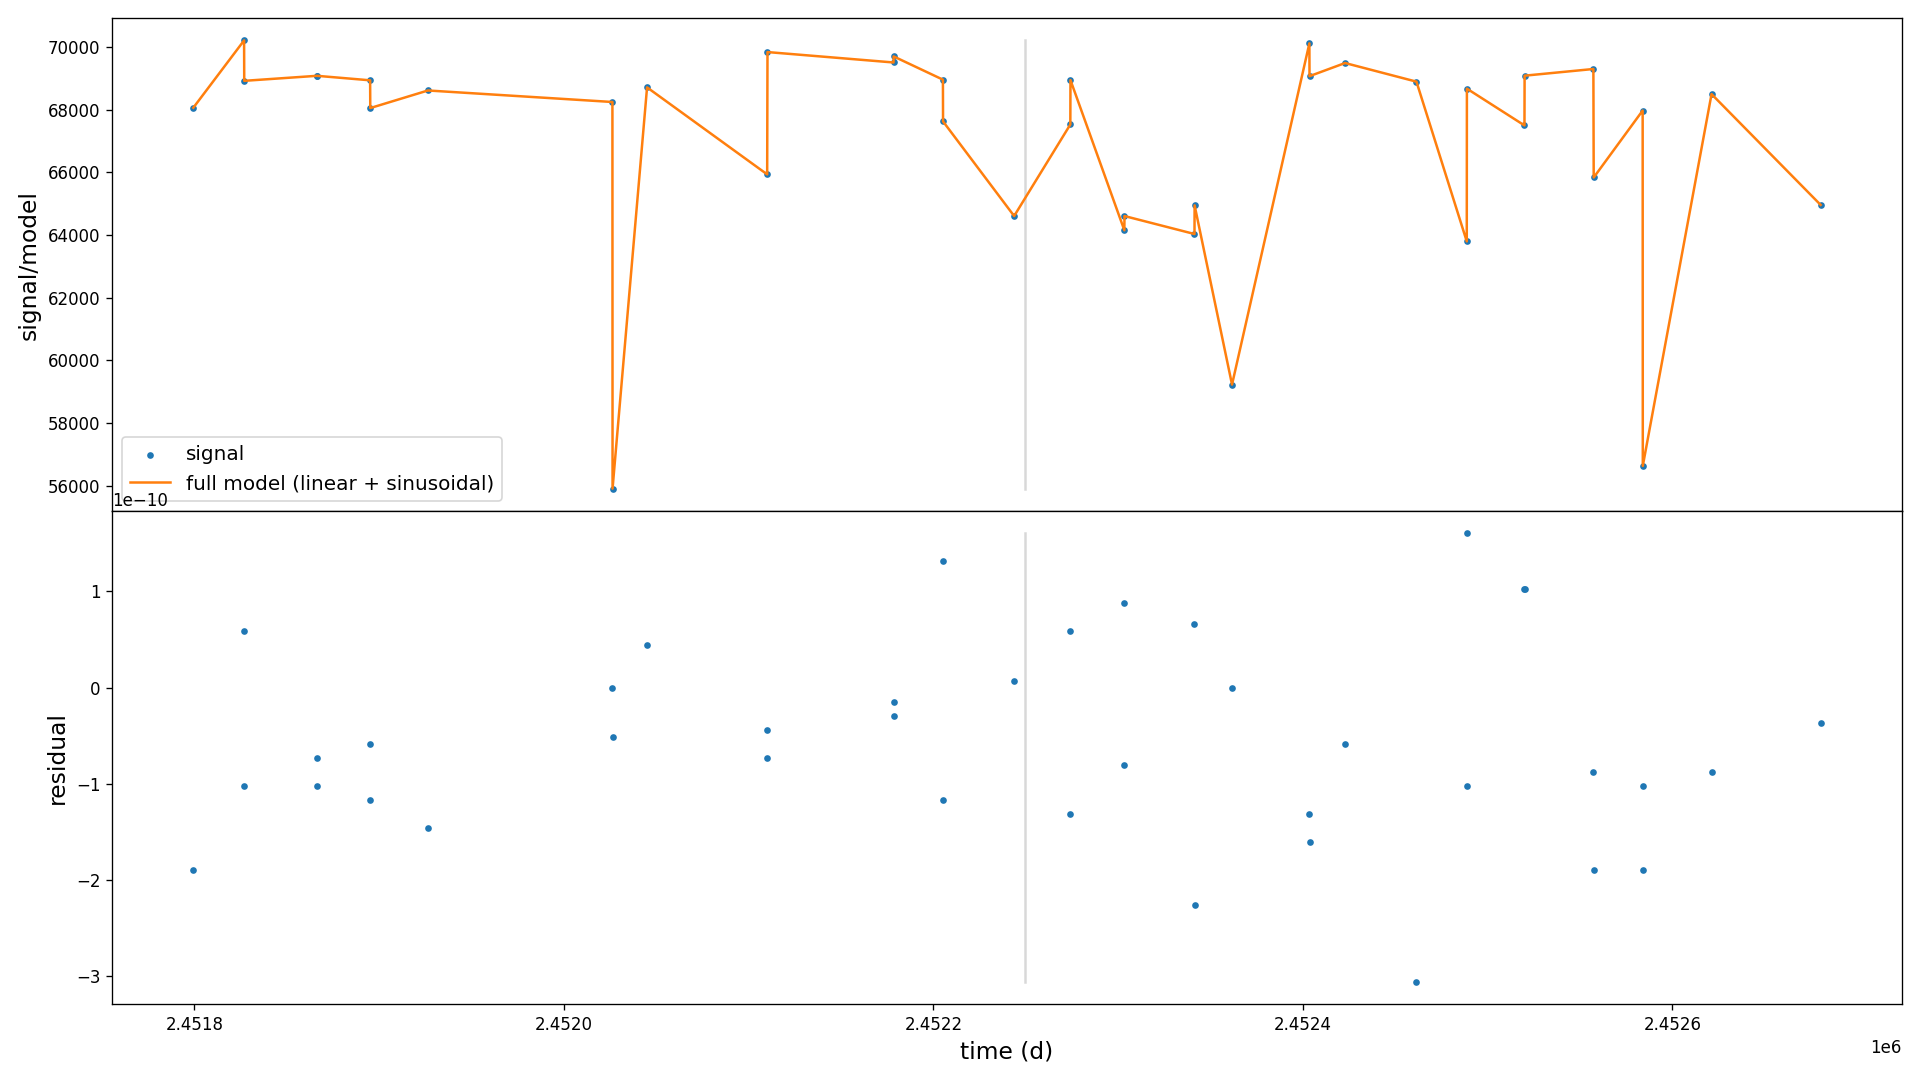 70000
68000
66000
64000
62000
60000
58000
56000
signal/model
signal
full model (linear + sinusoidal)
1e−10
1
0
−1
−2
−3
residual
2.4518
2.4520
2.4522
2.4524
2.4526
time (d)
1e6